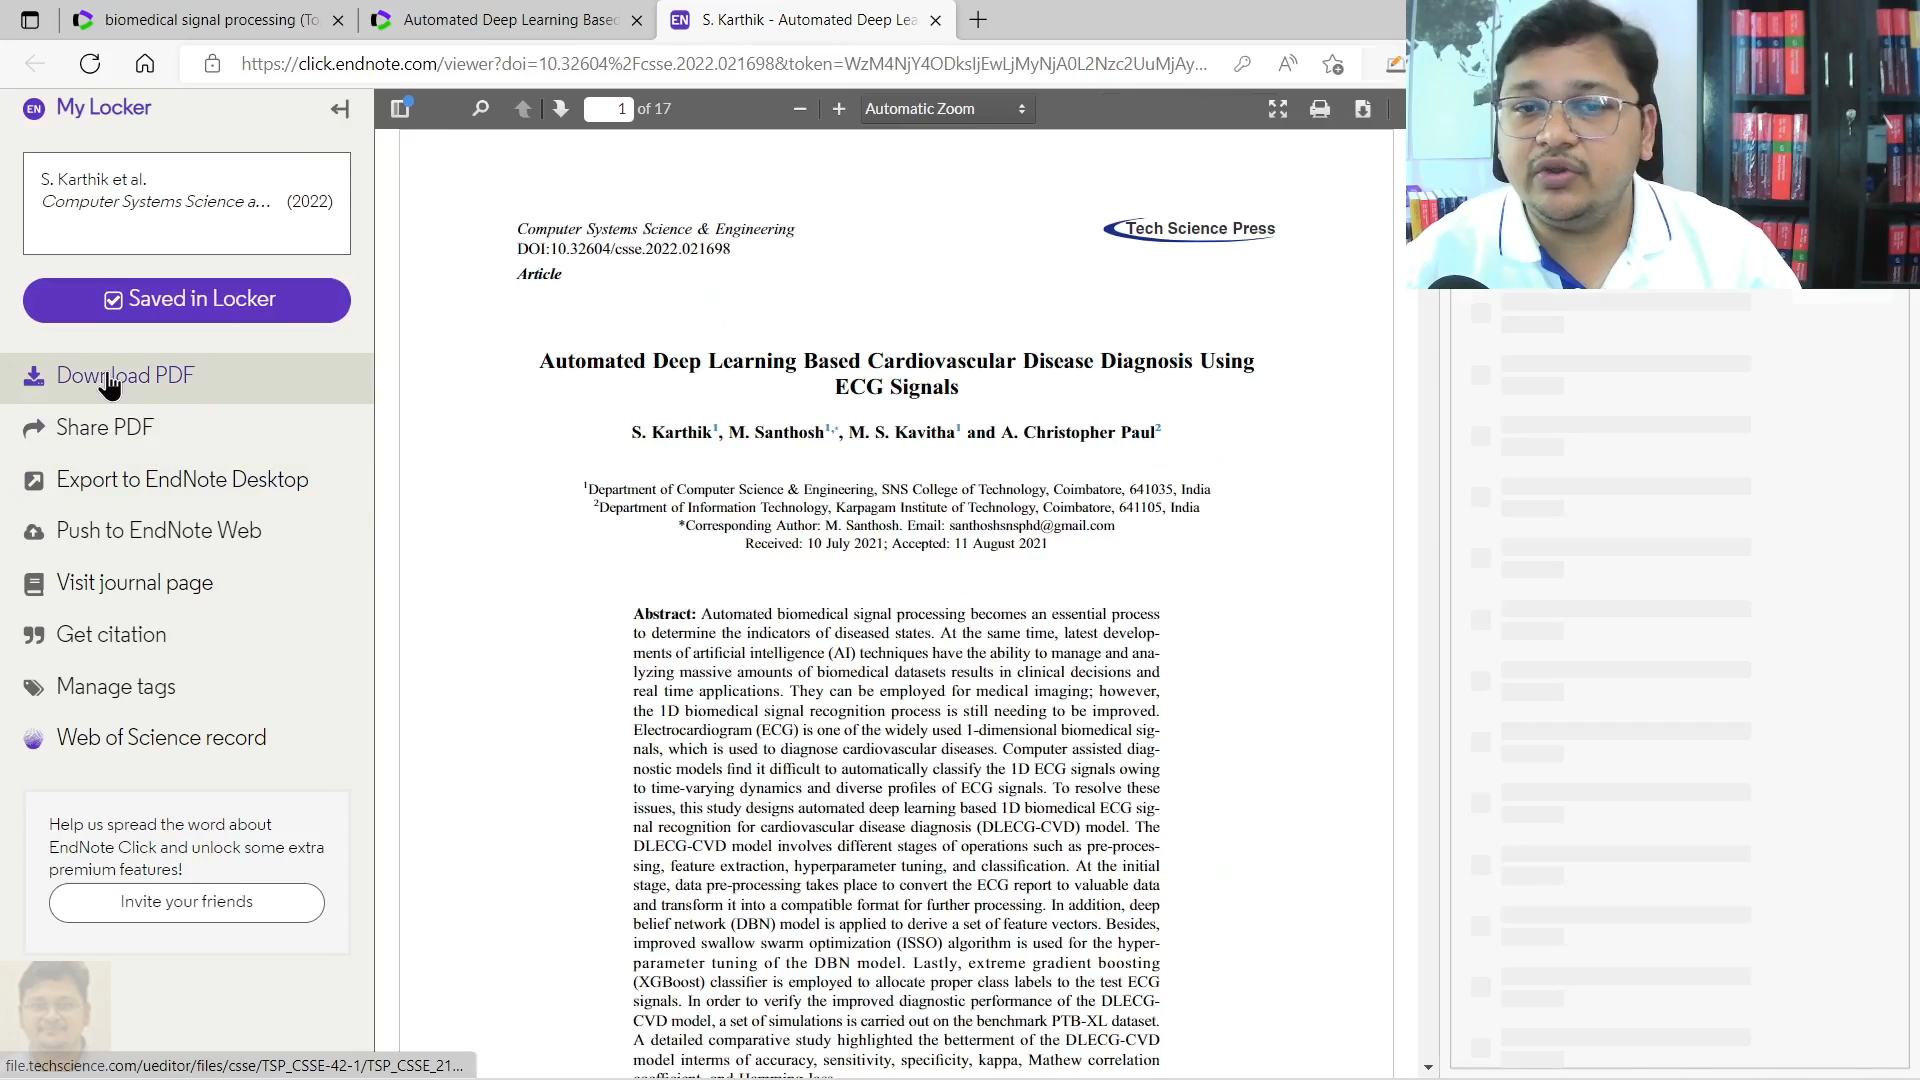 biomedical signal processing (To
Automated Deep Learning Based
S. Karthik - Automated Deep Lea
https://click.endnote.com/viewer?doi=10.32604%2Fcsse.2022.021698&token=WzM4NjY4ODksIjEwLjMyNjA0L2Nzc2UuMjAy...
EN My Locker
1 of 17
Automatic Zoom
S. Karthik et al.
Computer Systems Science a... (2022)
Saved in Locker
Download PDF
Share PDF
Export to EndNote Desktop
Push to EndNote Web
Visit journal page
Get citation
Manage tags
Web of Science record
Help us spread the word about
EndNote Click and unlock some extra
premium features!
Invite your friends
file.techscience.com/ueditor/files/csse/TSP_CSSE-42-1/TSP_CSSE_21...
Computer Systems Science & Engineering
DOI:10.32604/csse.2022.021698
Article
Tech Science Press
Automated Deep Learning Based Cardiovascular Disease Diagnosis Using
ECG Signals
S. Karthik1, M. Santhosh1,*, M. S. Kavitha1 and A. Christopher Paul2
1Department of Computer Science & Engineering, SNS College of Technology, Coimbatore, 641035, India
2Department of Information Technology, Karpagam Institute of Technology, Coimbatore, 641105, India
*Corresponding Author: M. Santhosh. Email: santhoshsnsphd@gmail.com
Received: 10 July 2021; Accepted: 11 August 2021
Abstract: Automated biomedical signal processing becomes an essential process
to determine the indicators of diseased states. At the same time, latest develop-
ments of artificial intelligence (AI) techniques have the ability to manage and ana-
lyzing massive amounts of biomedical datasets results in clinical decisions and
real time applications. They can be employed for medical imaging; however,
the 1D biomedical signal recognition process is still needing to be improved.
Electrocardiogram (ECG) is one of the widely used 1-dimensional biomedical sig-
nals, which is used to diagnose cardiovascular diseases. Computer assisted diag-
nostic models find it difficult to automatically classify the 1D ECG signals owing
to time-varying dynamics and diverse profiles of ECG signals. To resolve these
issues, this study designs automated deep learning based 1D biomedical ECG sig-
nal recognition for cardiovascular disease diagnosis (DLECG-CVD) model. The
DLECG-CVD model involves different stages of operations such as pre-proces-
sing, feature extraction, hyperparameter tuning, and classification. At the initial
stage, data pre-processing takes place to convert the ECG report to valuable data
and transform it into a compatible format for further processing. In addition, deep
belief network (DBN) model is applied to derive a set of feature vectors. Besides,
improved swallow swarm optimization (ISSO) algorithm is used for the hyper-
parameter tuning of the DBN model. Lastly, extreme gradient boosting
(XGBoost) classifier is employed to allocate proper class labels to the test ECG
signals. In order to verify the improved diagnostic performance of the DLECG-
CVD model, a set of simulations is carried out on the benchmark PTB-XL dataset.
A detailed comparative study highlighted the betterment of the DLECG-CVD
model interms of accuracy, sensitivity, specificity, kappa, Mathew correlation